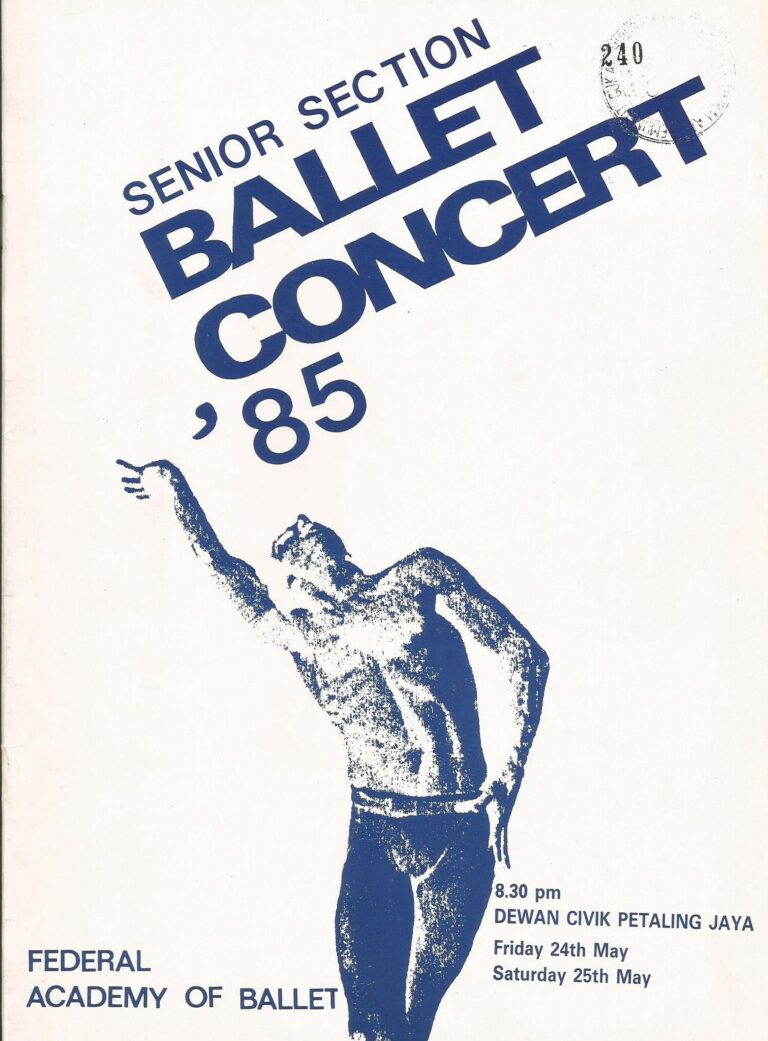 240
SENIOR SECTION
BALLET
CONCERT
'85
8.30 pm
DEWAN CIVIK PETALING JAYA
Friday 24th May
Saturday 25th May
FEDERAL
ACADEMY OF BALLET